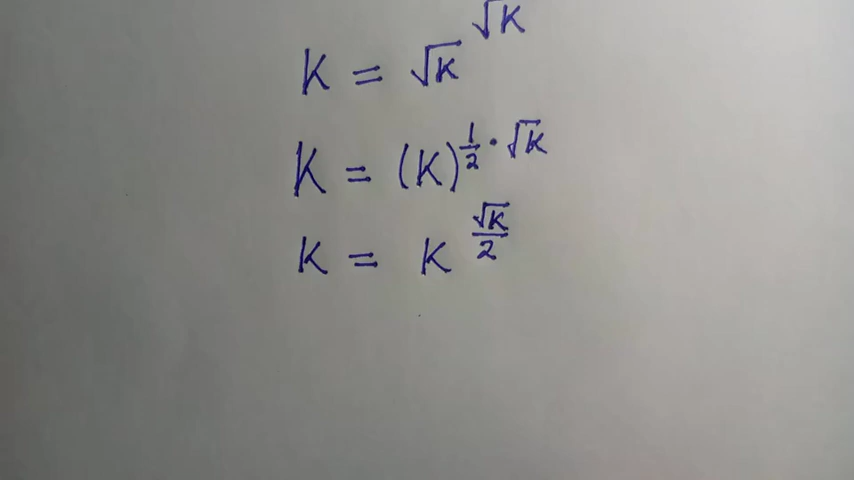 K = √K^√K
K = (K)^½·√K
K = K^√K/2